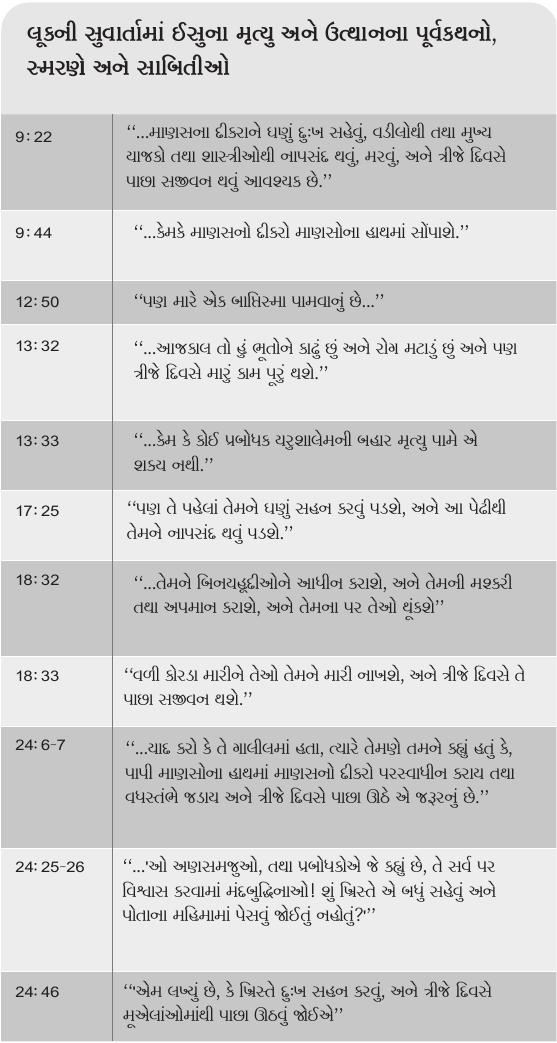 લૂકની સુવાર્તામાં ઈસુના મૃત્યુ અને ઉત્થાનના પૂર્વકથનો,
સ્મરણે અને સાબિતીઓ
9:22
‘‘...માણસના દીકરાને ઘણું દુઃખ સહેવું, વડીલોથી તથા મુખ્ય
યાજકો તથા શાસ્ત્રીઓથી નાપસંદ થવું, મરવું, અને ત્રીજે દિવસે
પાછા સજીવન થવું આવશ્યક છે.’’
9:44
‘‘...કેમકે માણસનો દીકરો માણસોના હાથમાં સોંપાશે.’’
12:50
‘‘પણ મારે એક બાપ્તિસ્મા પામવાનું છે...’’
13:32
‘‘...આજકાલ તો હું ભૂતોને કાઢું છું અને રોગ મટાડું છું અને પણ
ત્રીજે દિવસે મારું કામ પૂરું થશે.’’
13:33
‘‘...કેમ કે કોઈ પ્રબોધક યરુશાલેમની બહાર મૃત્યુ પામે એ
શક્ય નથી.’’
17:25
‘‘પણ તે પહેલાં તેમને ઘણું સહન કરવું પડશે, અને આ પેઢીથી
તેમને નાપસંદ થવું પડશે.’’
18:32
‘‘...તેમને બિનયહૂદીઓને આધીન કરાશે, અને તેમની મશ્કરી
તથા અપમાન કરાશે, અને તેમના પર તેઓ થૂંકશે’’
18:33
‘‘વળી કોરડા મારીને તેઓ તેમને મારી નાખશે, અને ત્રીજે દિવસે તે
પાછા સજીવન થશે.’’
24:6-7
‘‘...યાદ કરો કે તે ગાલીલમાં હતા, ત્યારે તેમણે તમને કહ્યું હતું કે,
પાપી માણસોના હાથમાં માણસનો દીકરો પરસ્વાધીન કરાય તથા
વધસ્તંભે જડાય અને ત્રીજે દિવસે પાછા ઊઠે એ જરૂરનું છે.’’
24:25-26
‘‘...'ઓ અણસમજુઓ, તથા પ્રબોધકોએ જે કહ્યું છે, તે સર્વ પર
વિશ્વાસ કરવામાં મંદબુદ્ધિનાઓ! શું ખ્રિસ્તે એ બધું સહેવું અને
પોતાના મહિમામાં પેસવું જોઈતું નહોતું?'’’
24:46
‘‘'એમ લખ્યું છે, કે ખ્રિસ્તે દુઃખ સહન કરવું, અને ત્રીજે દિવસે
મૂએલાંઓમાંથી પાછા ઊઠવું જોઈએ’’